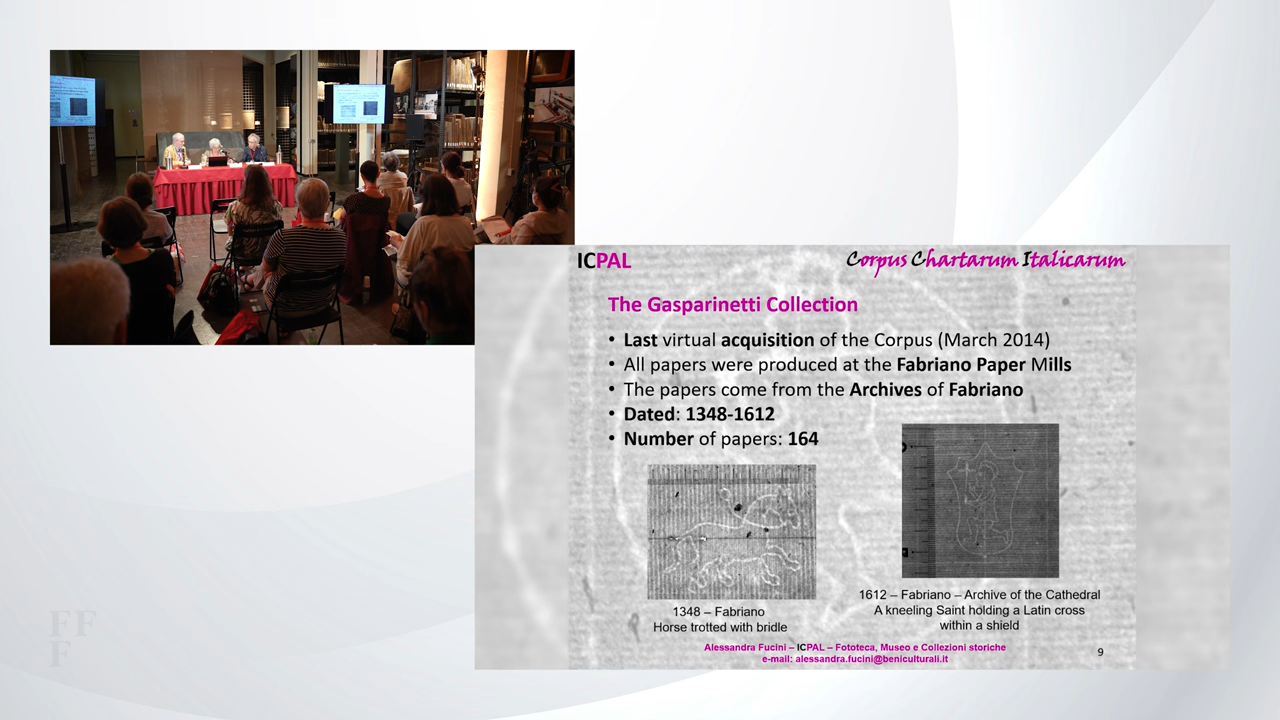 ICPAL
Corpus Chartarum Italicarum
The Gasparinetti Collection
• Last virtual acquisition of the Corpus (March 2014)
• All papers were produced at the Fabriano Paper Mills
• The papers come from the Archives of Fabriano
• Dated: 1348-1612
• Number of papers: 164
1348 – Fabriano
Horse trotted with bridle
1612 – Fabriano – Archive of the Cathedral
A kneeling Saint holding a Latin cross
within a shield
Alessandra Fucini – ICPAL – Fototeca, Museo e Collezioni storiche
e-mail: alessandra.fucini@beniculturali.it
9
FF
F